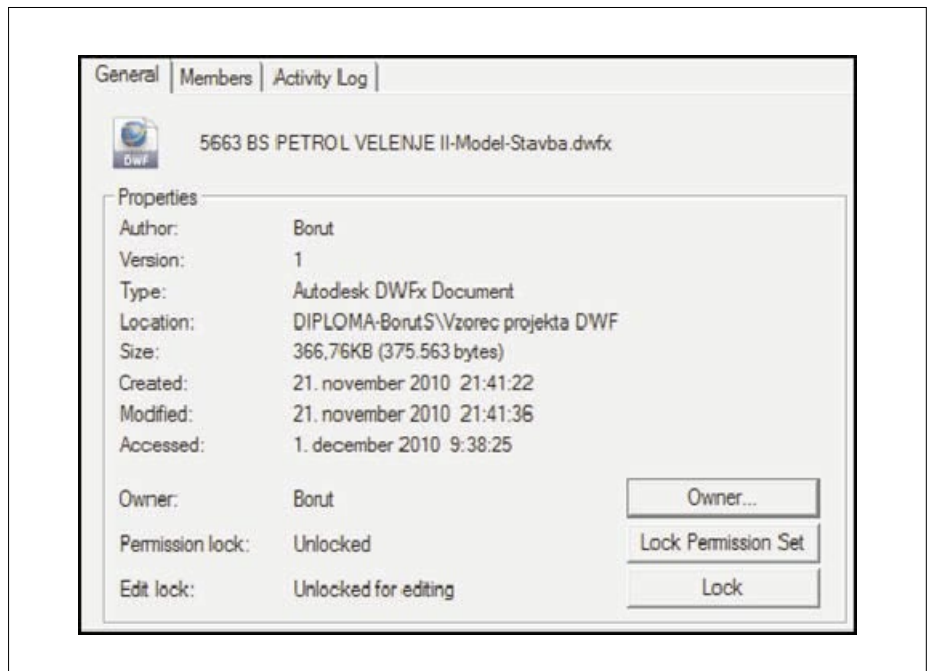 General Members Activity Log
DWF
5663 BS PETROL VELENJE II-Model-Stavba.dwfx
Properties
Author: Borut
Version: 1
Type: Autodesk DWFx Document
Location: DIPLOMA-BorutS\Vzorec projekta DWF
Size: 366,76KB (375.563 bytes)
Created: 21. november 2010 21:41:22
Modified: 21. november 2010 21:41:36
Accessed: 1. december 2010 9:38:25
Owner: Borut Owner...
Permission lock: Unlocked Lock Permission Set
Edit lock: Unlocked for editing Lock